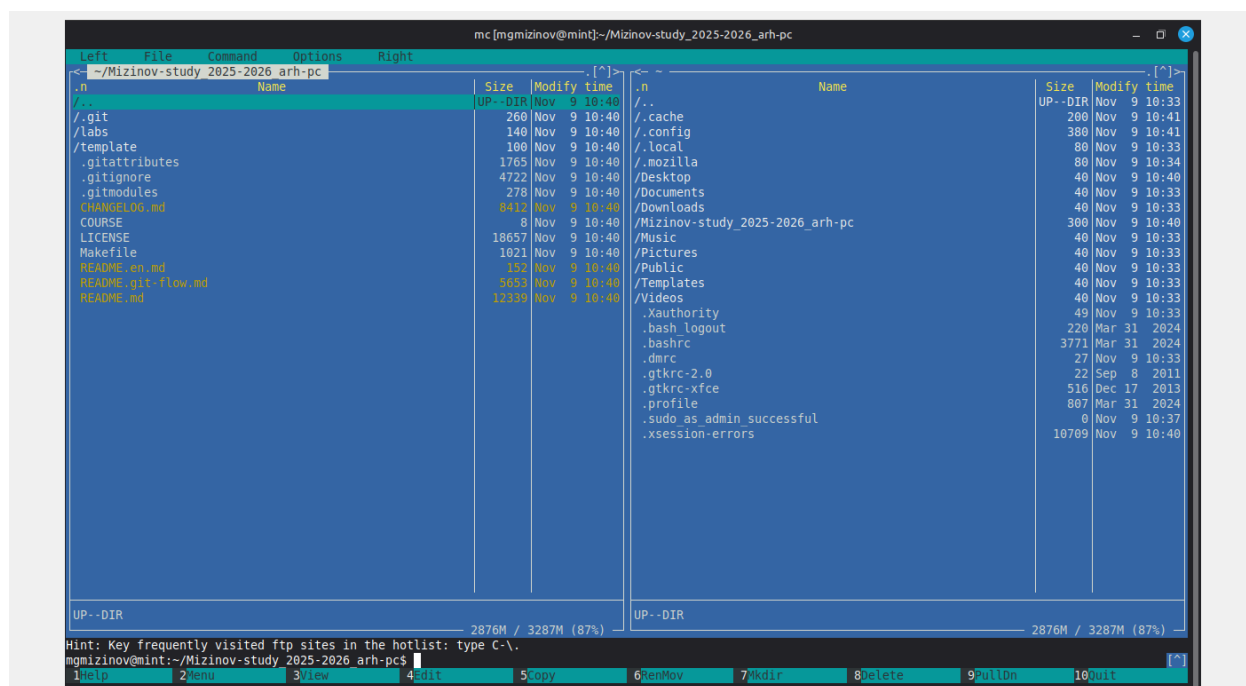 mc [mgmizinov@mint]:~/Mizinov-study_2025-2026_arh-pc
Left File Command Options Right
<- ~/Mizinov-study_2025-2026_arh-pc .[^]>
.n Name Size Modify time
/.. UP--DIR Nov 9 10:40
/.git 260 Nov 9 10:40
/labs 140 Nov 9 10:40
/template 100 Nov 9 10:40
.gitattributes 1765 Nov 9 10:40
.gitignore 4722 Nov 9 10:40
.gitmodules 278 Nov 9 10:40
CHANGELOG.md 8412 Nov 9 10:40
COURSE 8 Nov 9 10:40
LICENSE 18657 Nov 9 10:40
Makefile 1021 Nov 9 10:40
README.en.md 152 Nov 9 10:40
README.git-flow.md 5653 Nov 9 10:40
README.md 12339 Nov 9 10:40
UP--DIR
2876M / 3287M (87%)
<- ~ .[^]>
.n Name Size Modify time
/.. UP--DIR Nov 9 10:33
/.cache 200 Nov 9 10:41
/.config 380 Nov 9 10:41
/.local 80 Nov 9 10:33
/.mozilla 80 Nov 9 10:34
/Desktop 40 Nov 9 10:40
/Documents 40 Nov 9 10:33
/Downloads 40 Nov 9 10:33
/Mizinov-study_2025-2026_arh-pc 300 Nov 9 10:40
/Music 40 Nov 9 10:33
/Pictures 40 Nov 9 10:33
/Public 40 Nov 9 10:33
/Templates 40 Nov 9 10:33
/Videos 40 Nov 9 10:33
.Xauthority 49 Nov 9 10:33
.bash_logout 220 Mar 31 2024
.bashrc 3771 Mar 31 2024
.dmrc 27 Nov 9 10:33
.gtkrc-2.0 22 Sep 8 2011
.gtkrc-xfce 516 Dec 17 2013
.profile 807 Mar 31 2024
.sudo_as_admin_successful 0 Nov 9 10:37
.xsession-errors 10709 Nov 9 10:40
UP--DIR
2876M / 3287M (87%)
Hint: Key frequently visited ftp sites in the hotlist: type C-\.
mgmizinov@mint:~/Mizinov-study_2025-2026_arh-pc$ [^]
1Help 2Menu 3View 4Edit 5Copy 6RenMov 7Mkdir 8Delete 9PullDn 10Quit